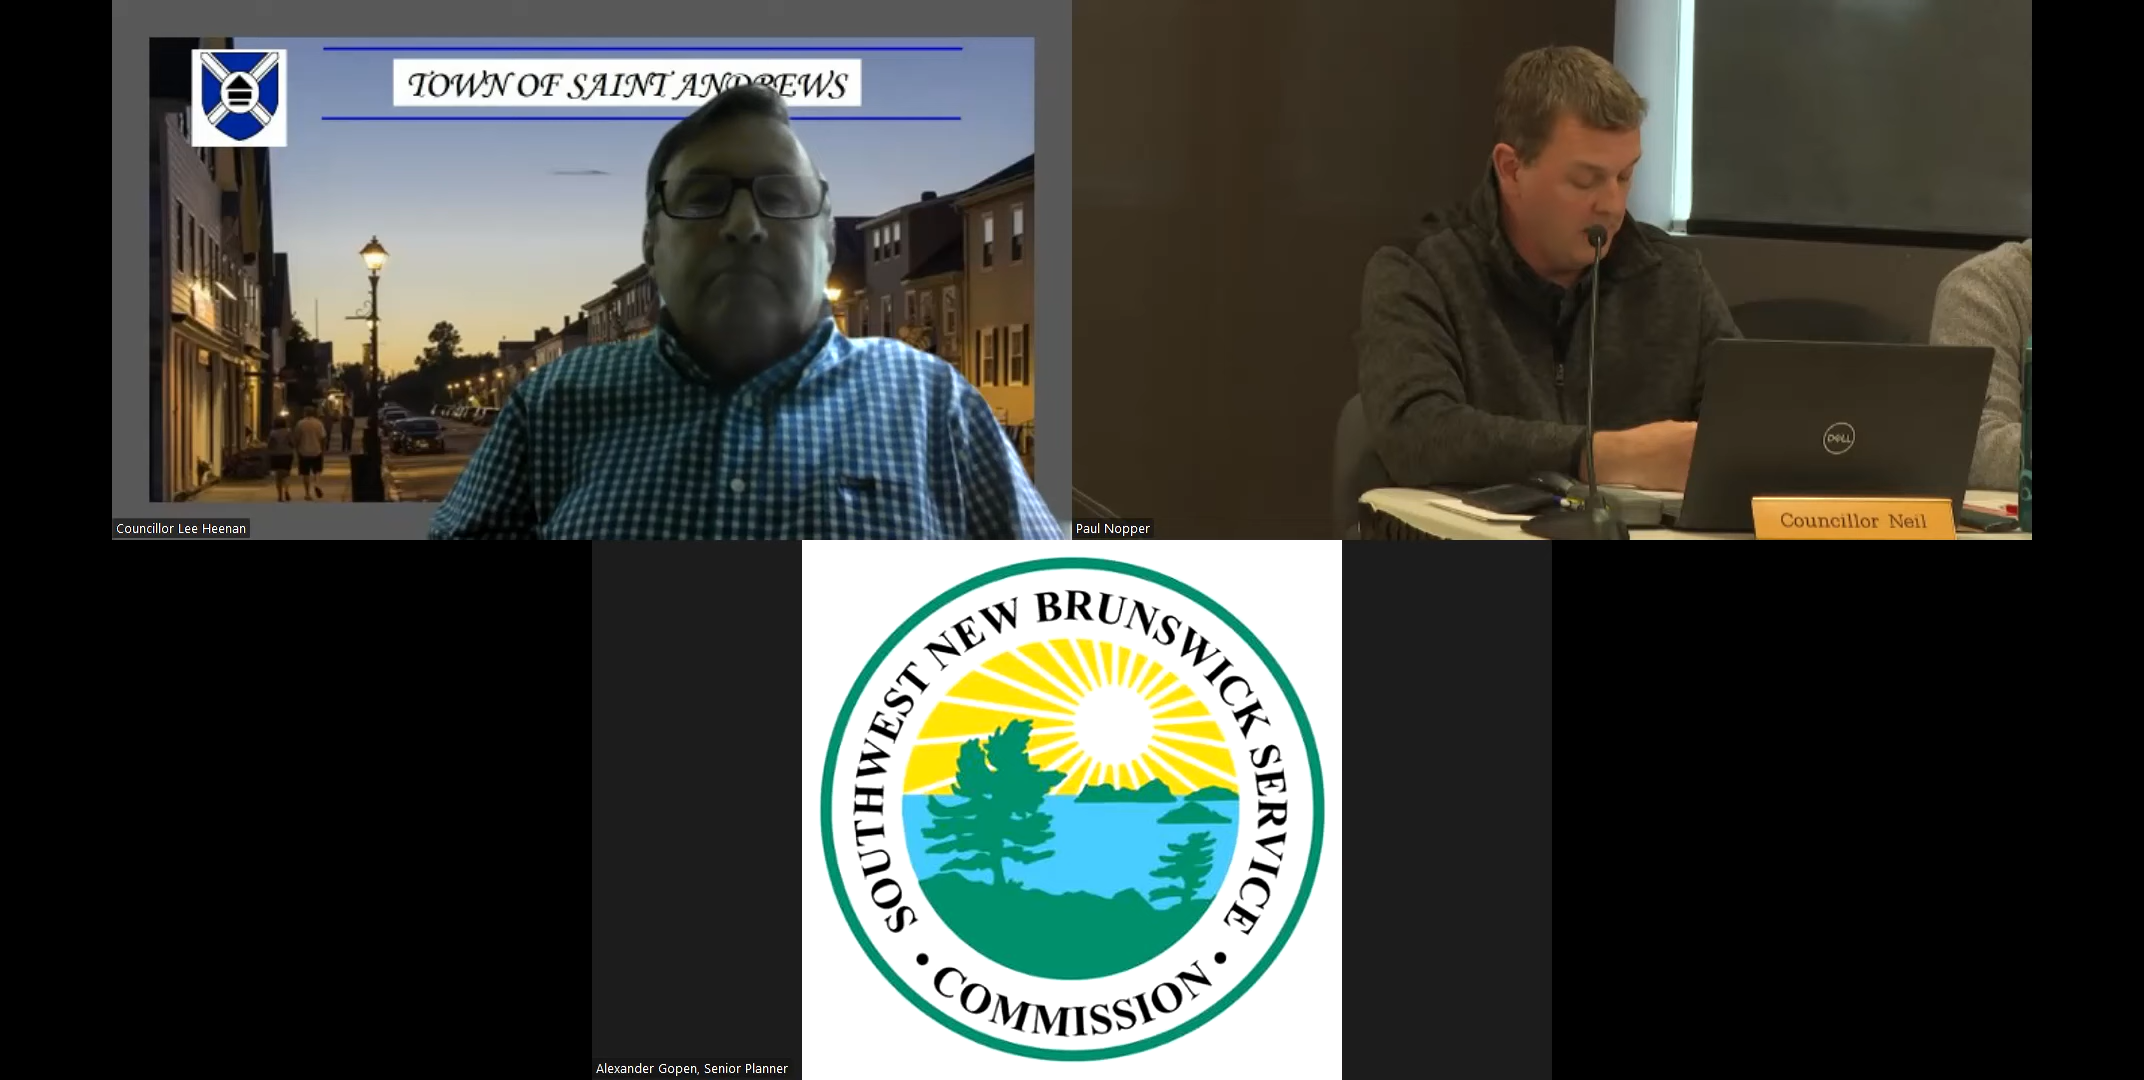 TOWN OF SAINT ANDREWS
Councillor Lee Heenan
DELL
Councillor Neil
Paul Nopper
SOUTHWEST NEW BRUNSWICK SERVICE
• COMMISSION •
Alexander Gopen, Senior Planner